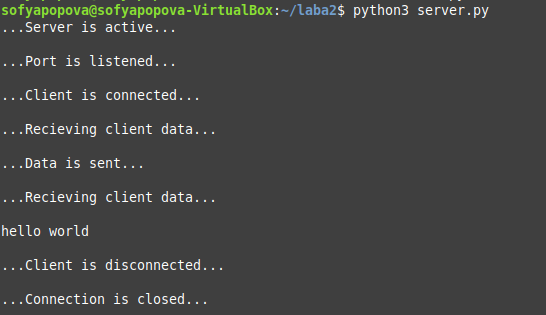 sofyapopova@sofyapopova-VirtualBox:~/laba2$ python3 server.py
...Server is active...
...Port is listened...
...Client is connected...
...Recieving client data...
...Data is sent...
...Recieving client data...
hello world
...Client is disconnected...
...Connection is closed...